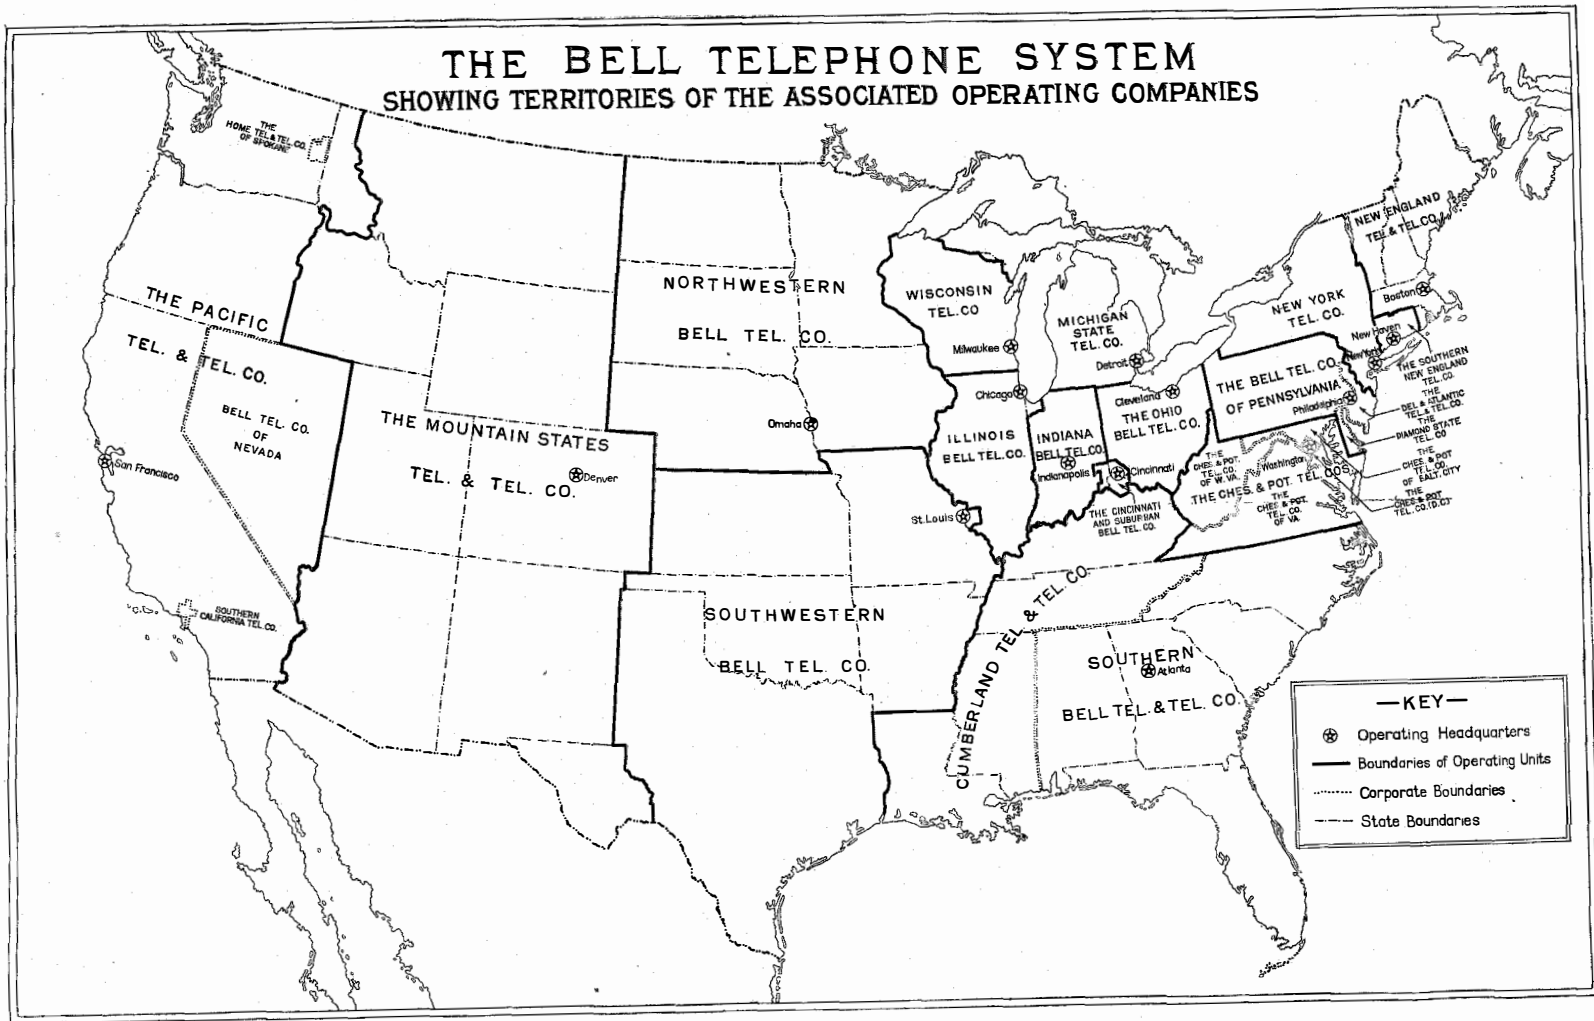 THE BELL TELEPHONE SYSTEM
SHOWING TERRITORIES OF THE ASSOCIATED OPERATING COMPANIES
THE
HOME TEL. & TEL. CO.
OF SPOKANE
THE PACIFIC
TEL. & TEL. CO.
BELL TEL. CO.
OF
NEVADA
San Francisco
SOUTHERN
CALIFORNIA TEL. CO.
THE MOUNTAIN STATES
TEL. & TEL. CO.
Denver
NORTHWESTERN
BELL TEL. CO.
Omaha
SOUTHWESTERN
BELL TEL. CO.
St. Louis
WISCONSIN
TEL. CO
Milwaukee
MICHIGAN
STATE
TEL. CO.
Detroit
Chicago
ILLINOIS
BELL TEL. CO.
INDIANA
BELL TEL. CO.
Indianapolis
Cleveland
THE OHIO
BELL TEL. CO.
Cincinnati
THE CINCINNATI
AND SUBURBAN
BELL TEL. CO.
CUMBERLAND TEL. & TEL. CO.
SOUTHERN
Atlanta
BELL TEL. & TEL. CO.
NEW ENGLAND
TEL. & TEL. CO.
Boston
NEW YORK
TEL. CO.
New Haven
New York
THE SOUTHERN
NEW ENGLAND
TEL. CO.
THE BELL TEL. CO.
OF PENNSYLVANIA
Philadelphia
THE
DEL. & ATLANTIC
TEL. & TEL. CO.
THE
DIAMOND STATE
TEL. CO
THE
CHES. & POT.
TEL. CO.
OF W. VA.
Washington
THE CHES. & POT. TEL. COS.
THE
CHES. & POT.
TEL. CO.
OF VA
THE
CHES. & POT
TEL. CO
OF BALT. CITY
THE
CHES. & POT.
TEL. CO.
—KEY—
Operating Headquarters
Boundaries of Operating Units
Corporate Boundaries
State Boundaries